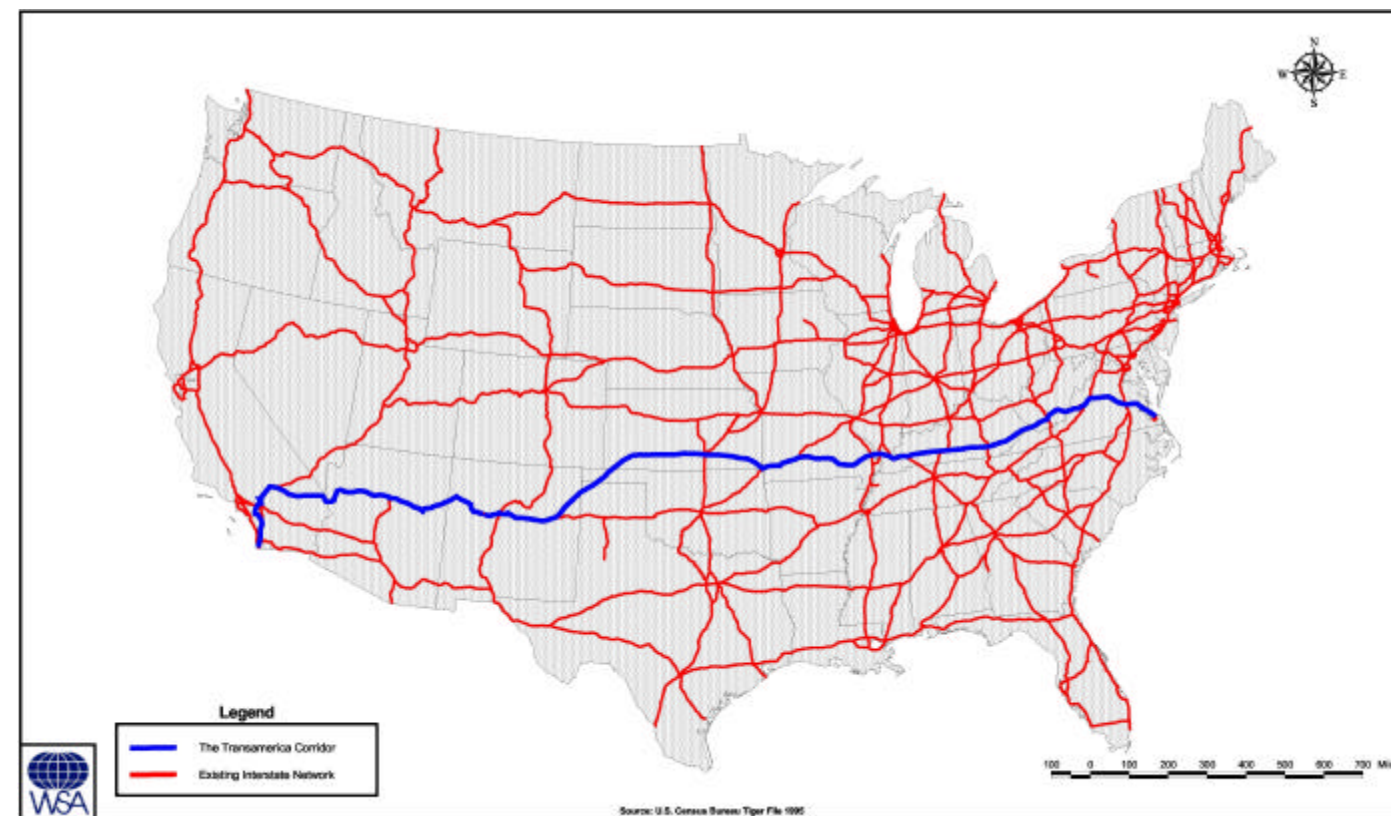 N
W E
S
Legend
The Transamerica Corridor
Existing Interstate Network
WSA
100 0 100 200 300 400 500 600 700 Mil
Source: U.S. Census Bureau Tiger File 1995